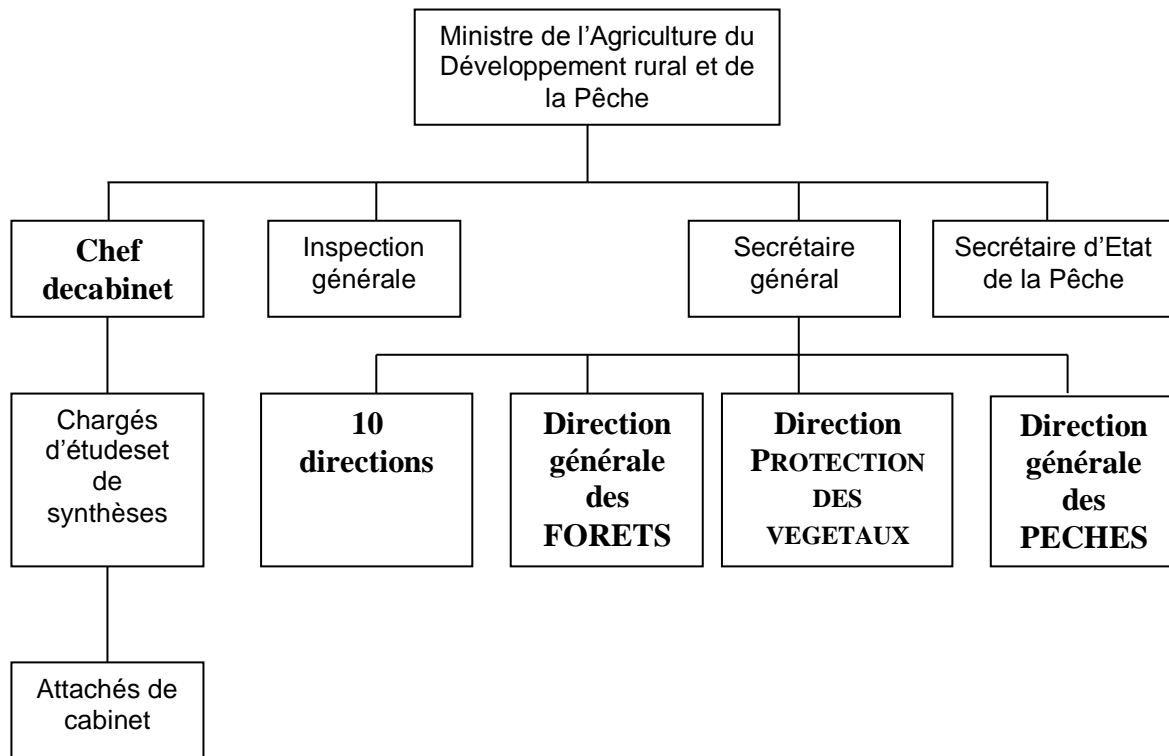 Ministre de l'Agriculture du
Développement rural et de
la Pêche
Chef
decabinet
Inspection
générale
Secrétaire
général
Secrétaire d'Etat
de la Pêche
Chargés
d'étudeset
de
synthèses
10
directions
Direction
générale
des
FORETS
Direction
PROTECTION
DES
VEGETAUX
Direction
générale
des
PECHES
Attachés de
cabinet